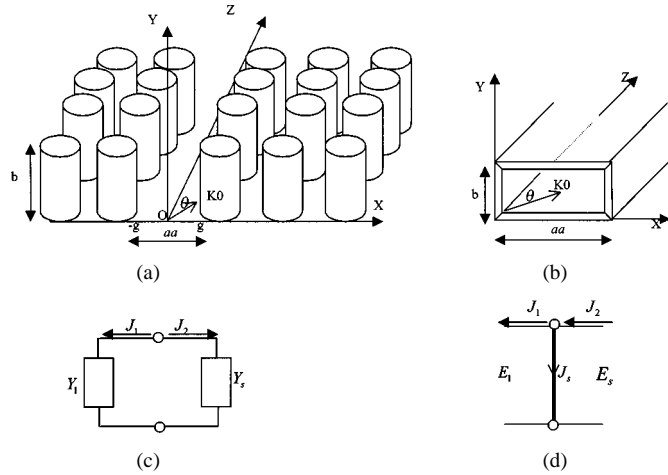 Y
Z
b
O
θ
K0
X
-g
g
aa
(a)
Y
Z
b
θ
K0
X
aa
(b)
J₁ J₂
Y₁ Yₛ
(c)
J₁ J₂
E₁ Jₛ Eₛ
(d)